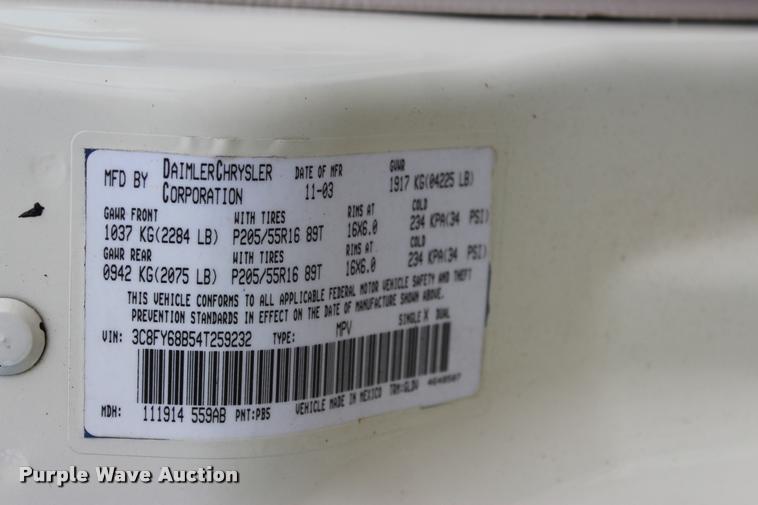 MFD BY DAIMLERCHRYSLER CORPORATION DATE OF MFR 11-03 GVWR 1917 KG(04225 LB)
GAWR FRONT WITH TIRES RIMS AT COLD
1037 KG(2284 LB) P205/55R16 89T 16X6.0 234 KPA(34 PSI)
GAWR REAR WITH TIRES RIMS AT COLD
0942 KG(2075 LB) P205/55R16 89T 16X6.0 234 KPA(34 PSI)
THIS VEHICLE CONFORMS TO ALL APPLICABLE FEDERAL MOTOR VEHICLE SAFETY AND THEFT
PREVENTION STANDARDS IN EFFECT ON THE DATE OF MANUFACTURE SHOWN ABOVE.
VIN: 3C8FY68B54T259232 TYPE: MPV SINGLE X DUAL
MDH: 111914 559AB PNT:PB5 VEHICLE MADE IN MEXICO TRM:GLDV 4648507
Purple Wave Auction